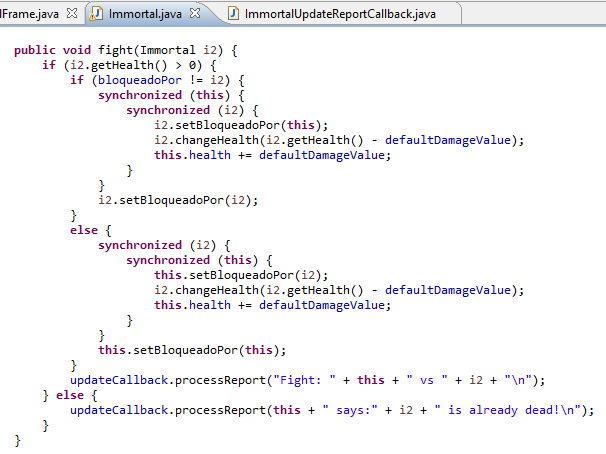 lFrame.java Immortal.java ImmortalUpdateReportCallback.java
public void fight(Immortal i2) {
    if (i2.getHealth() > 0) {
        if (bloqueadoPor != i2) {
            synchronized (this) {
                synchronized (i2) {
                    i2.setBloqueadoPor(this);
                    i2.changeHealth(i2.getHealth() - defaultDamageValue);
                    this.health += defaultDamageValue;
                }
            }
            i2.setBloqueadoPor(i2);
        }
        else {
            synchronized (i2) {
                synchronized (this) {
                    this.setBloqueadoPor(i2);
                    i2.changeHealth(i2.getHealth() - defaultDamageValue);
                    this.health += defaultDamageValue;
                }
            }
            this.setBloqueadoPor(this);
        }
        updateCallback.processReport("Fight: " + this + " vs " + i2 + "\n");
    } else {
        updateCallback.processReport(this + " says:" + i2 + " is already dead!\n");
    }
}